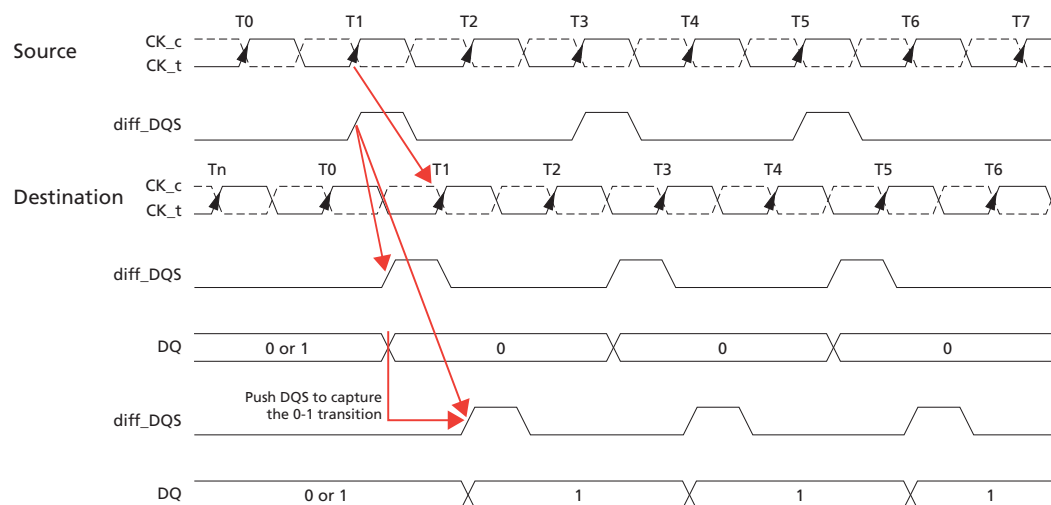 T0 T1 T2 T3 T4 T5 T6 T7
Source
CK_c
CK_t
diff_DQS
Tn T0 T1 T2 T3 T4 T5 T6
Destination
CK_c
CK_t
diff_DQS
DQ 0 or 1 0 0 0
Push DQS to capture
the 0-1 transition
diff_DQS
DQ 0 or 1 1 1 1